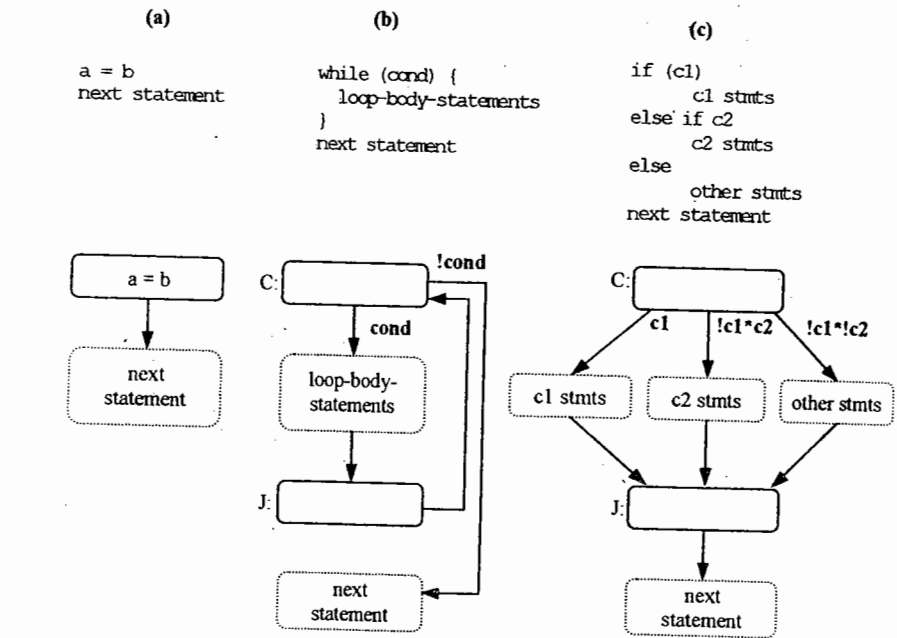 (a)
a = b
next statement
(b)
while (cond) {
loop-body-statements
}
next statement
(c)
if (c1)
c1 stmts
else if c2
c2 stmts
else
other stmts
next statement
a = b
next
statement
C:
!cond
cond
loop-body-
statements
J:
next
statement
C:
c1
!c1*c2
!c1*!c2
c1 stmts
c2 stmts
other stmts
J:
next
statement